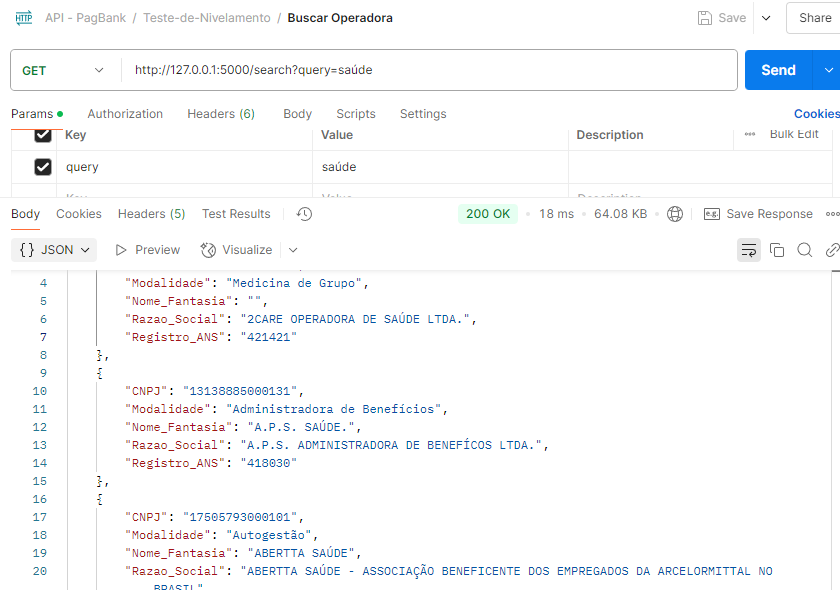 HTTP API - PagBank / Teste-de-Nivelamento / Buscar Operadora Save Share
GET http://127.0.0.1:5000/search?query=saúde Send
Params Authorization Headers (6) Body Scripts Settings Cookies
Key Value Description Bulk Edit
query saúde
Key Value Description
Body Cookies Headers (5) Test Results 200 OK 18 ms 64.08 KB e.g. Save Response
{} JSON Preview Visualize
4 "Modalidade": "Medicina de Grupo",
5 "Nome_Fantasia": "",
6 "Razao_Social": "2CARE OPERADORA DE SAÚDE LTDA.",
7 "Registro_ANS": "421421"
8 },
9 {
10 "CNPJ": "13138885000131",
11 "Modalidade": "Administradora de Benefícios",
12 "Nome_Fantasia": "A.P.S. SAÚDE.",
13 "Razao_Social": "A.P.S. ADMINISTRADORA DE BENEFÍCOS LTDA.",
14 "Registro_ANS": "418030"
15 },
16 {
17 "CNPJ": "17505793000101",
18 "Modalidade": "Autogestão",
19 "Nome_Fantasia": "ABERTTA SAÚDE",
20 "Razao_Social": "ABERTTA SAÚDE - ASSOCIAÇÃO BENEFICENTE DOS EMPREGADOS DA ARCELORMITTAL NO
BRASIL"